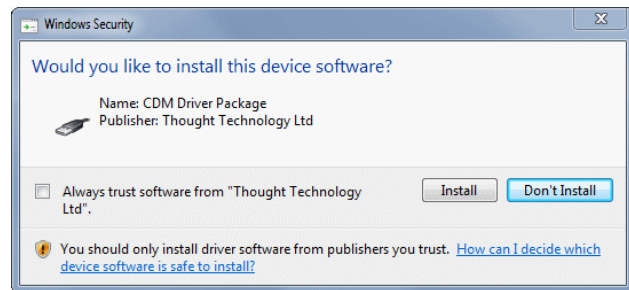 Windows Security
Would you like to install this device software?
Name: CDM Driver Package
Publisher: Thought Technology Ltd
Always trust software from "Thought Technology
Ltd".
Install
Don't Install
You should only install driver software from publishers you trust. How can I decide which
device software is safe to install?